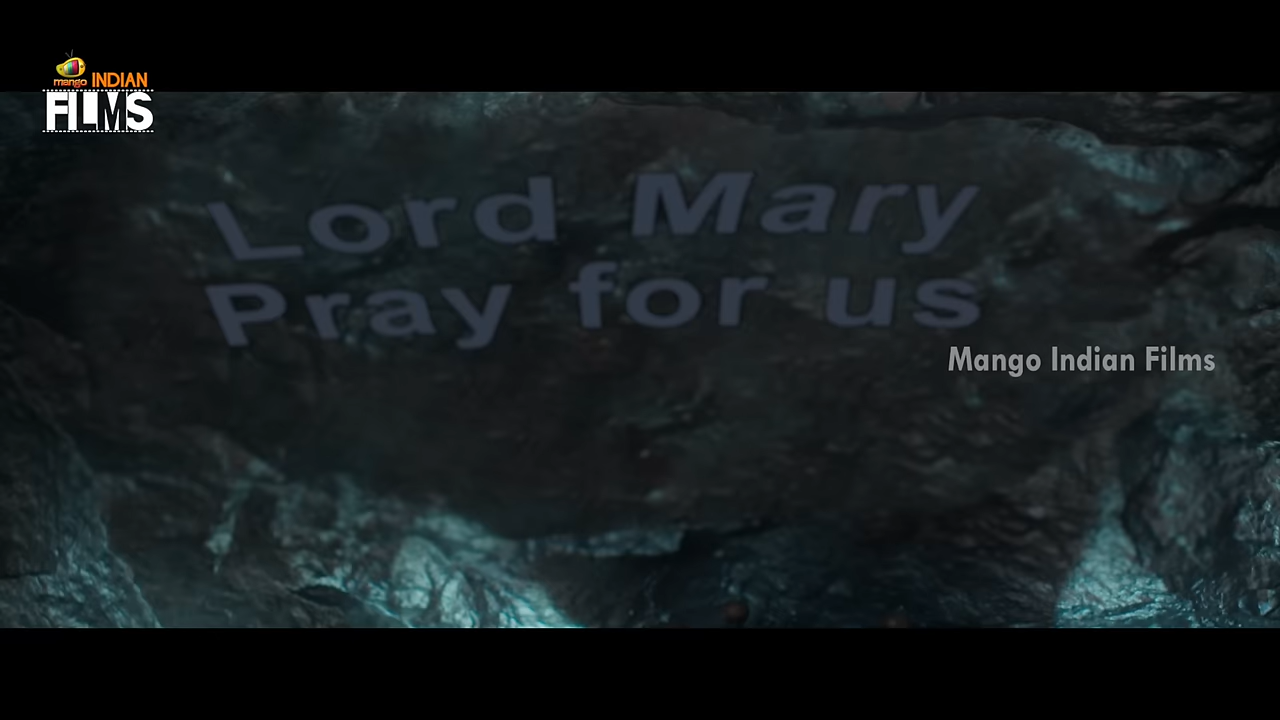 mango INDIAN
FILMS
Lord Mary
Pray for us
Mango Indian Films